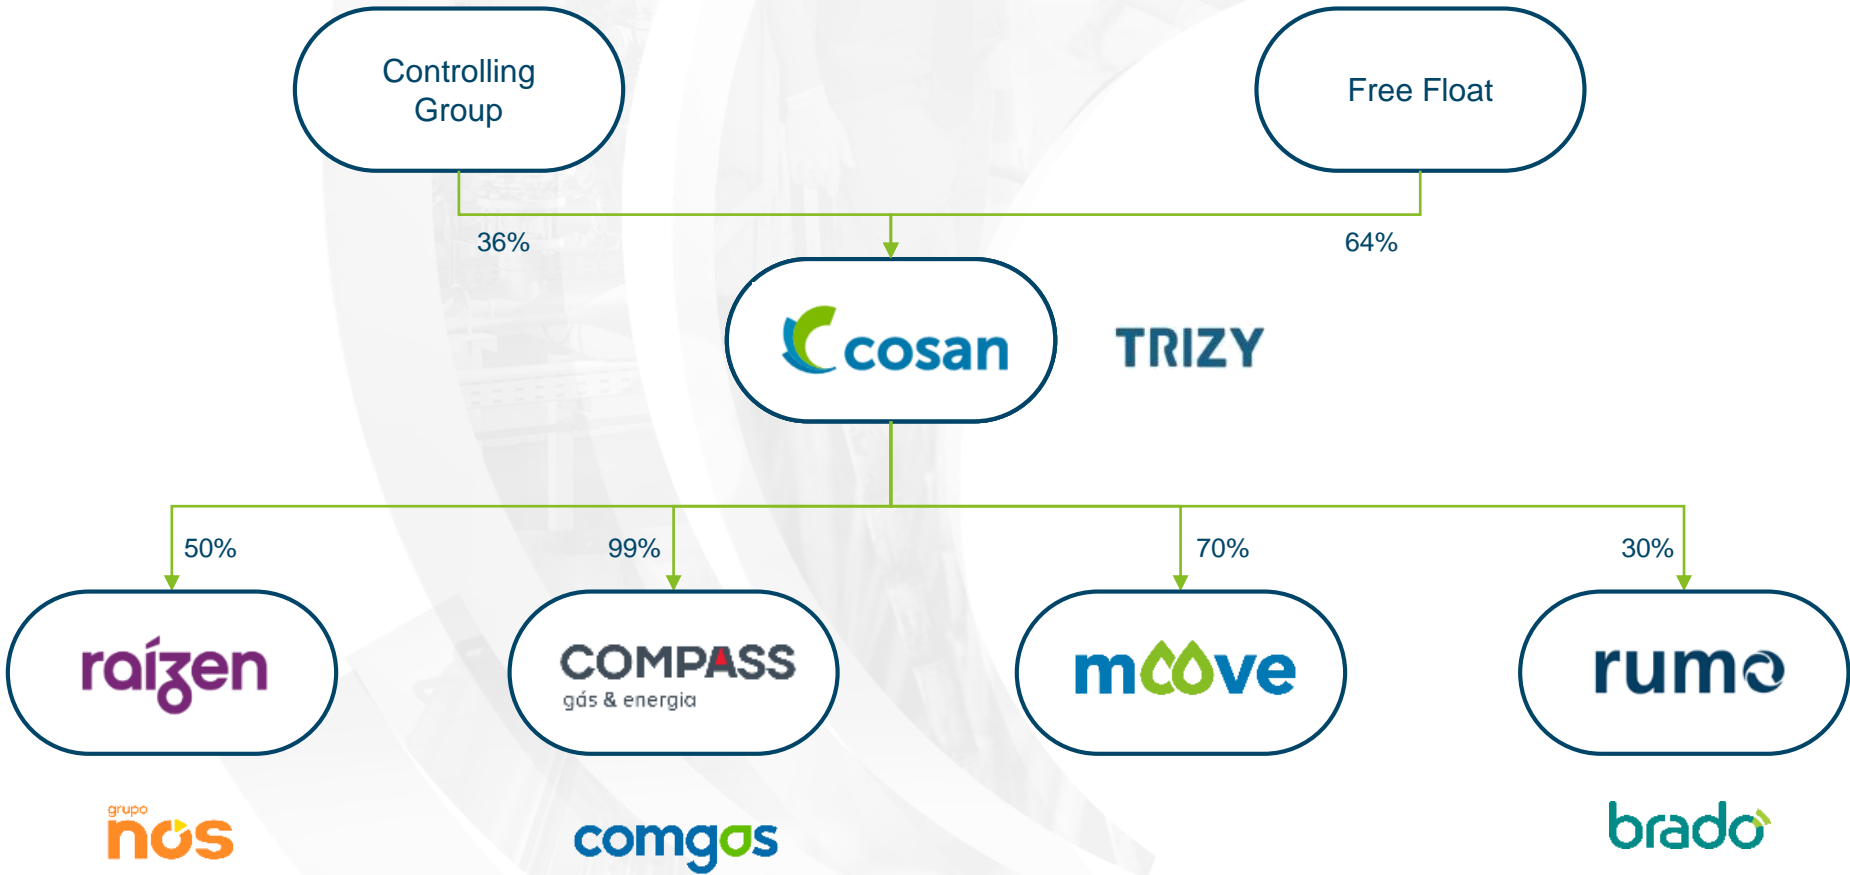 Controlling
Group
Free Float
36%
64%
cosan
TRIZY
50%
99%
70%
30%
raízen
COMPASS
gás & energia
moove
rumo
grupo
nós
comgas
brado